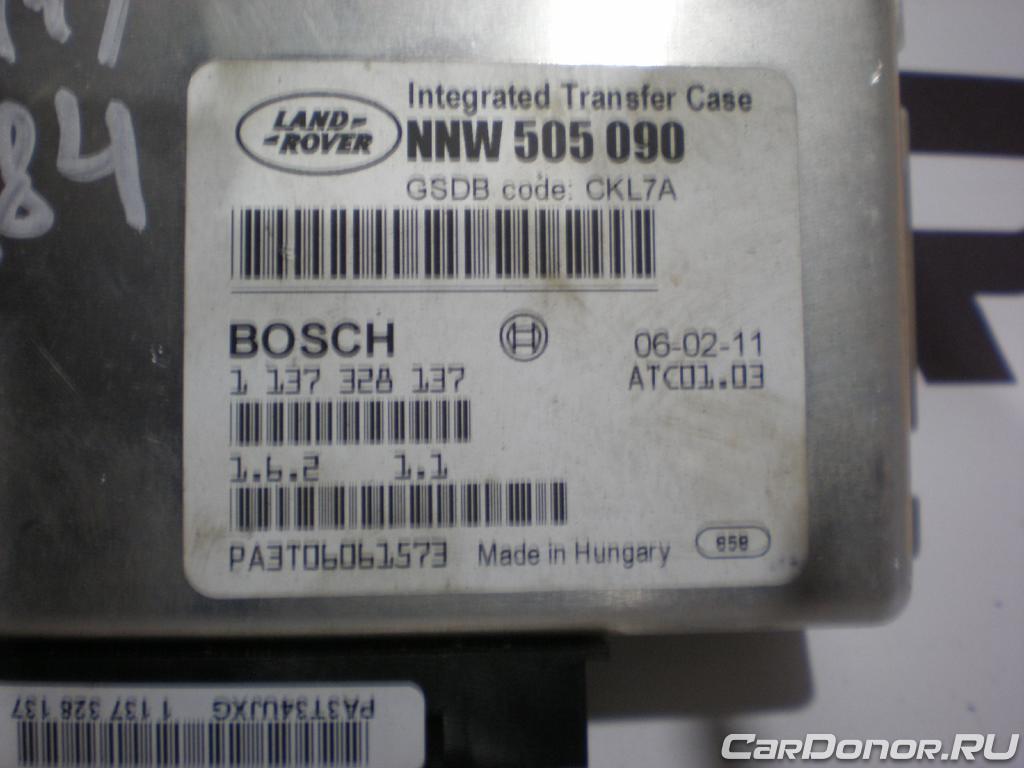 84
LAND-
-ROVER
Integrated Transfer Case
NNW 505 090
GSDB code: CKL7A
BOSCH
06-02-11
1 137 328 137
ATC01.03
1.6.2 1.1
PA3T06061573
Made in Hungary
858
PA3T34UJXG 1 137 328 137
R
CarDonor.RU